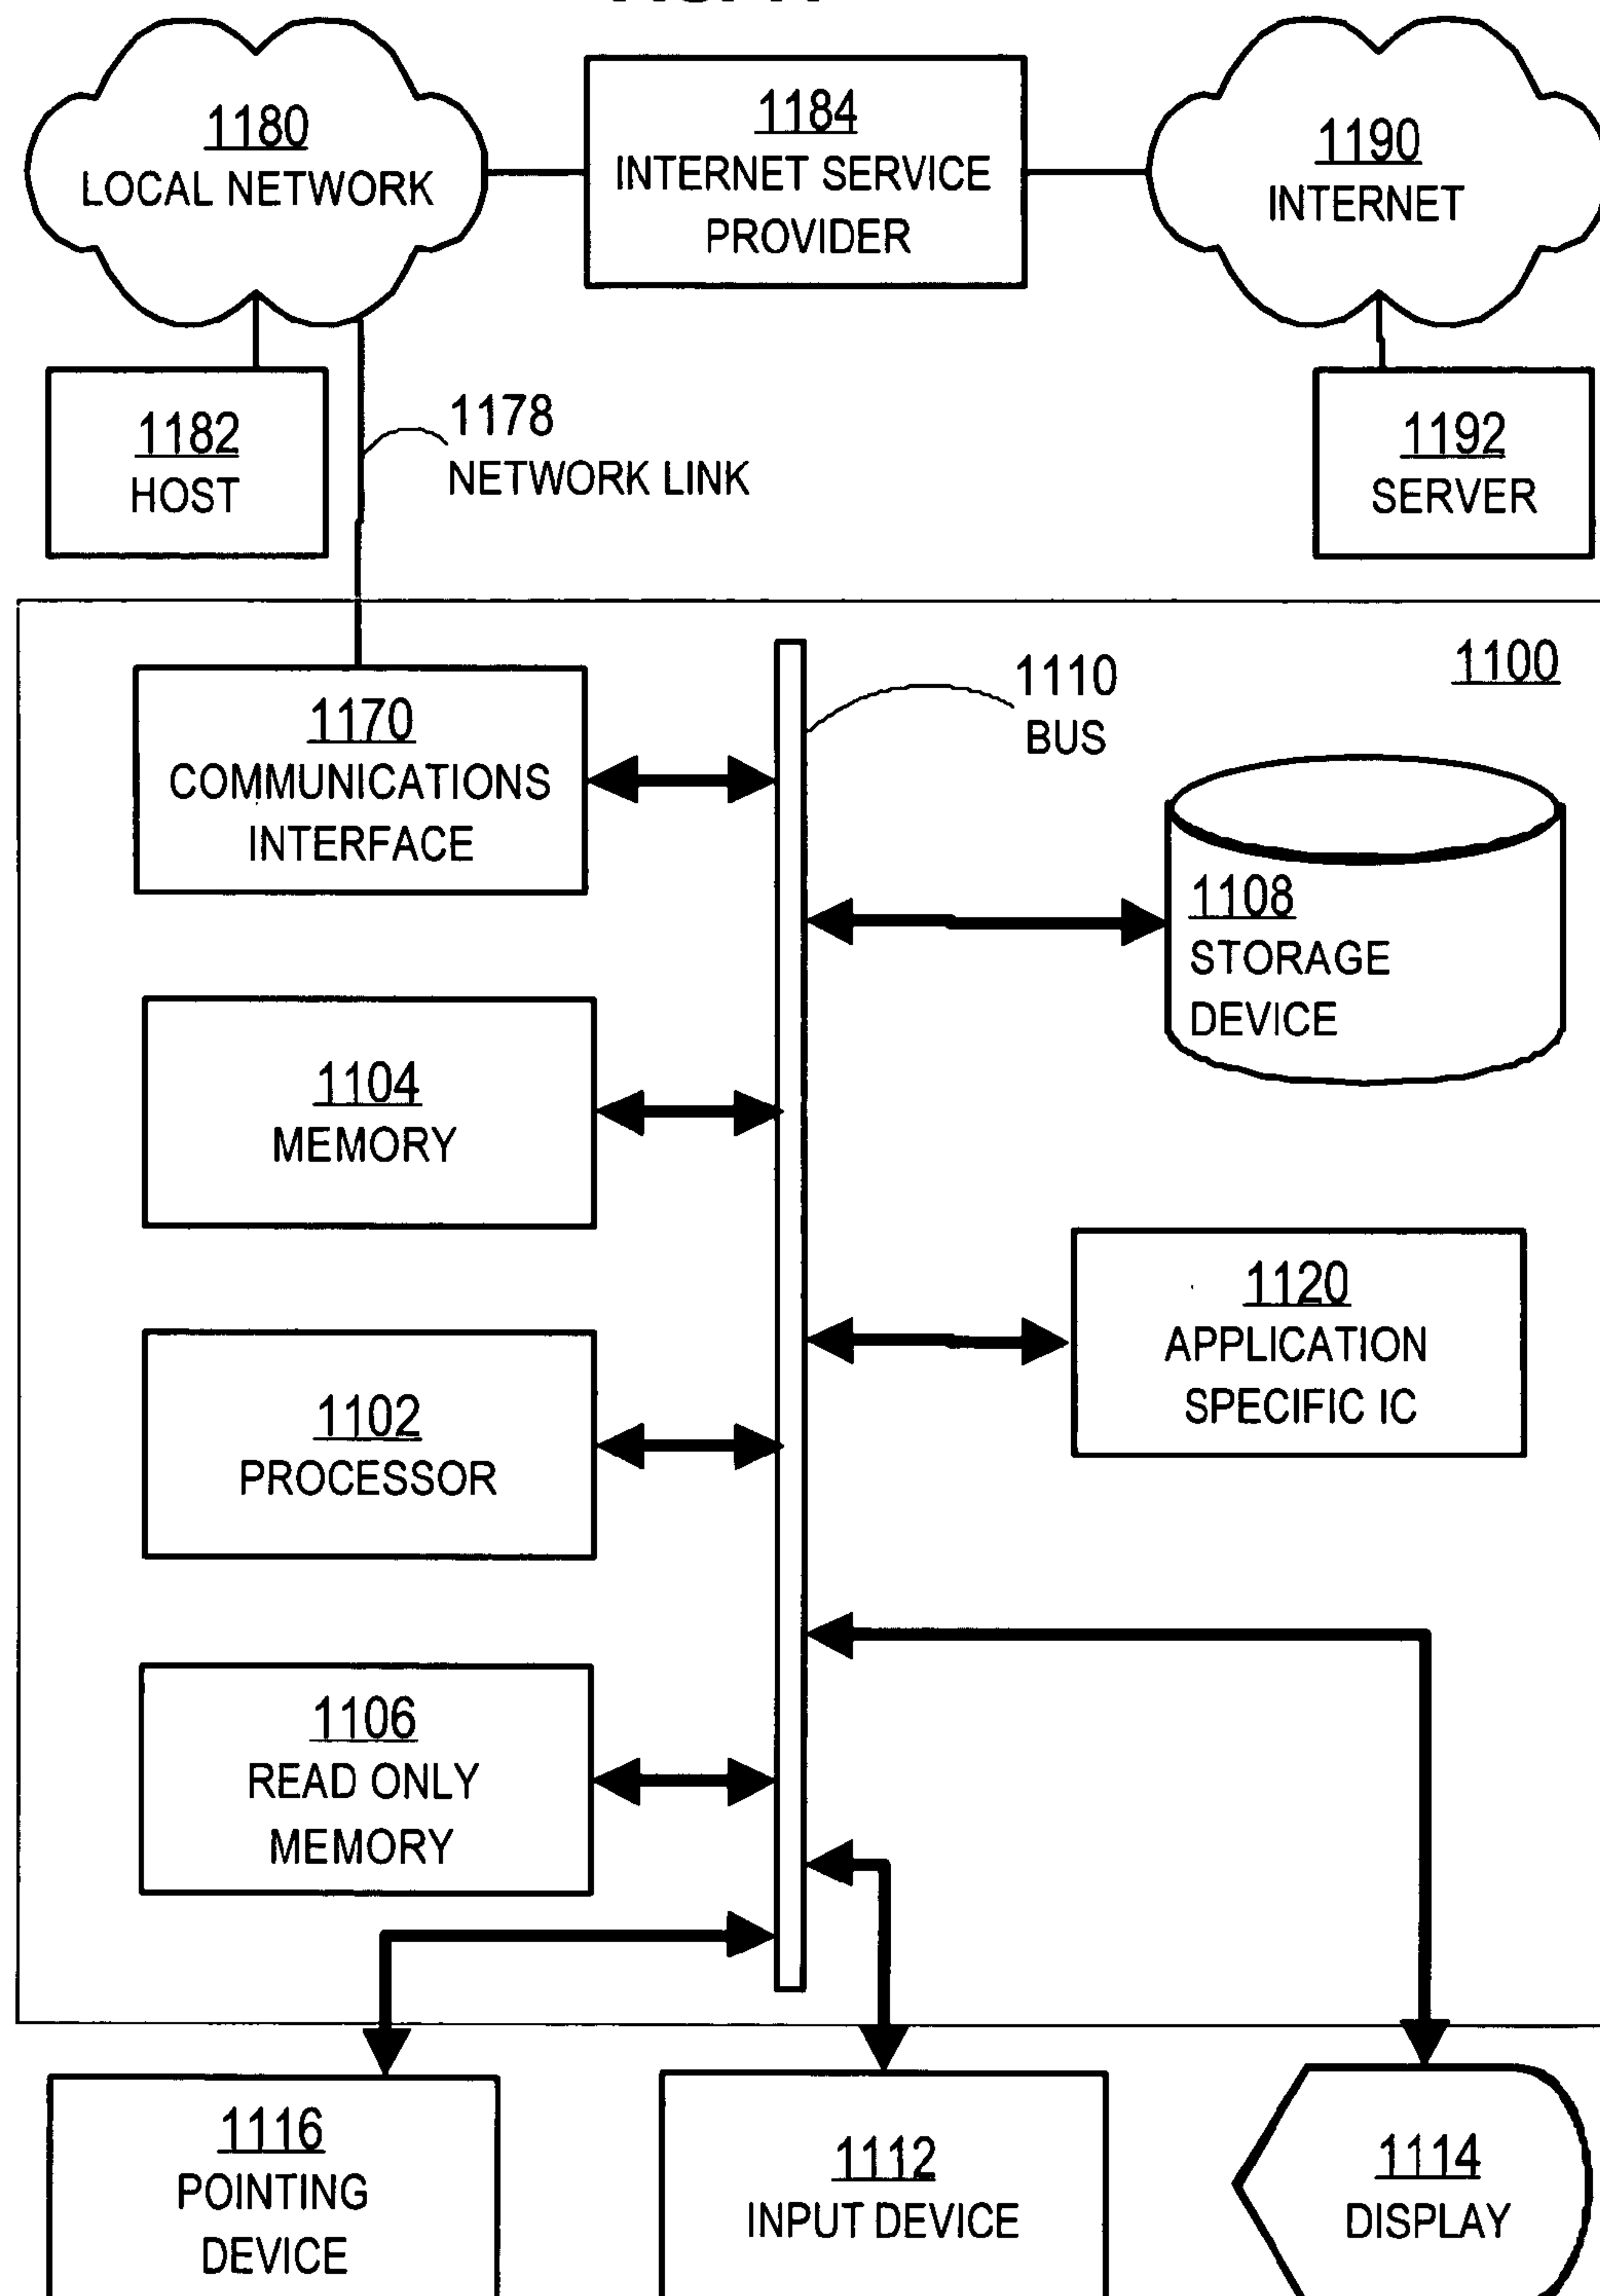 1180
LOCAL NETWORK
1184
INTERNET SERVICE
PROVIDER
1190
INTERNET
1182
HOST
1178
NETWORK LINK
1192
SERVER
1100
1170
COMMUNICATIONS
INTERFACE
1110
BUS
1108
STORAGE
DEVICE
1104
MEMORY
1120
APPLICATION
SPECIFIC IC
1102
PROCESSOR
1106
READ ONLY
MEMORY
1116
POINTING
DEVICE
1112
INPUT DEVICE
1114
DISPLAY